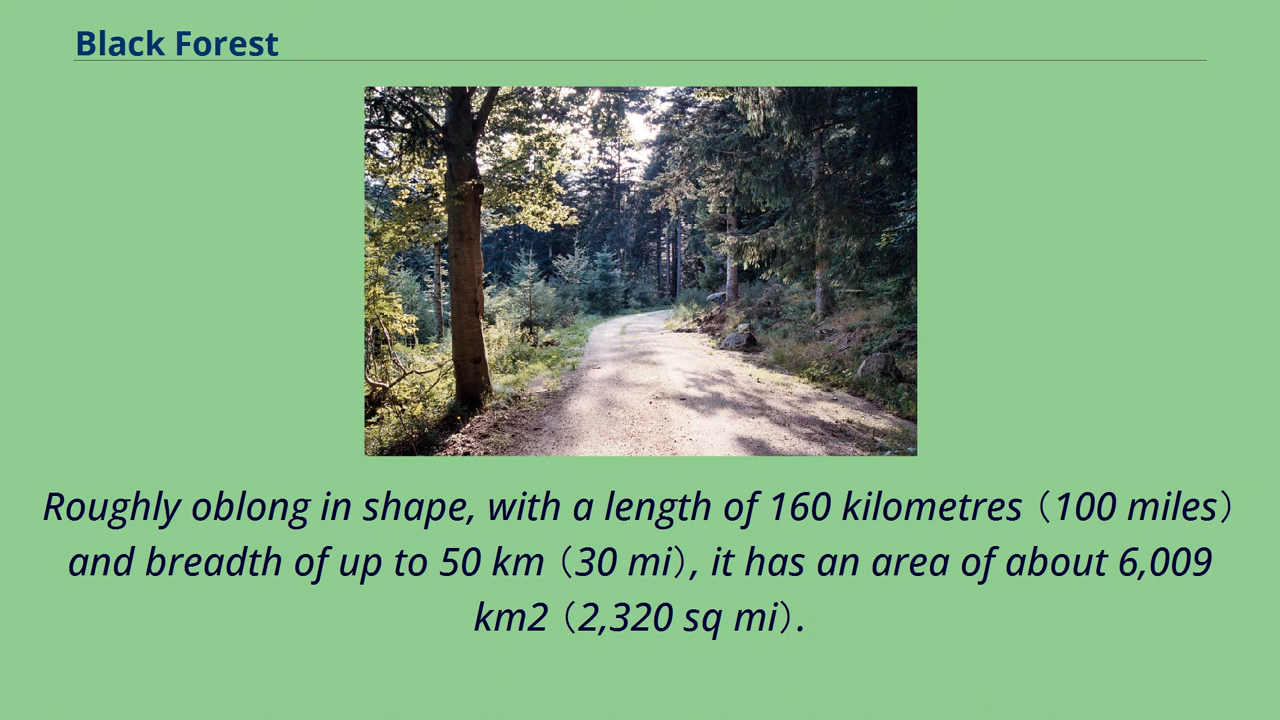 Black Forest
Roughly oblong in shape, with a length of 160 kilometres（100 miles）
and breadth of up to 50 km（30 mi）, it has an area of about 6,009
km2（2,320 sq mi）.